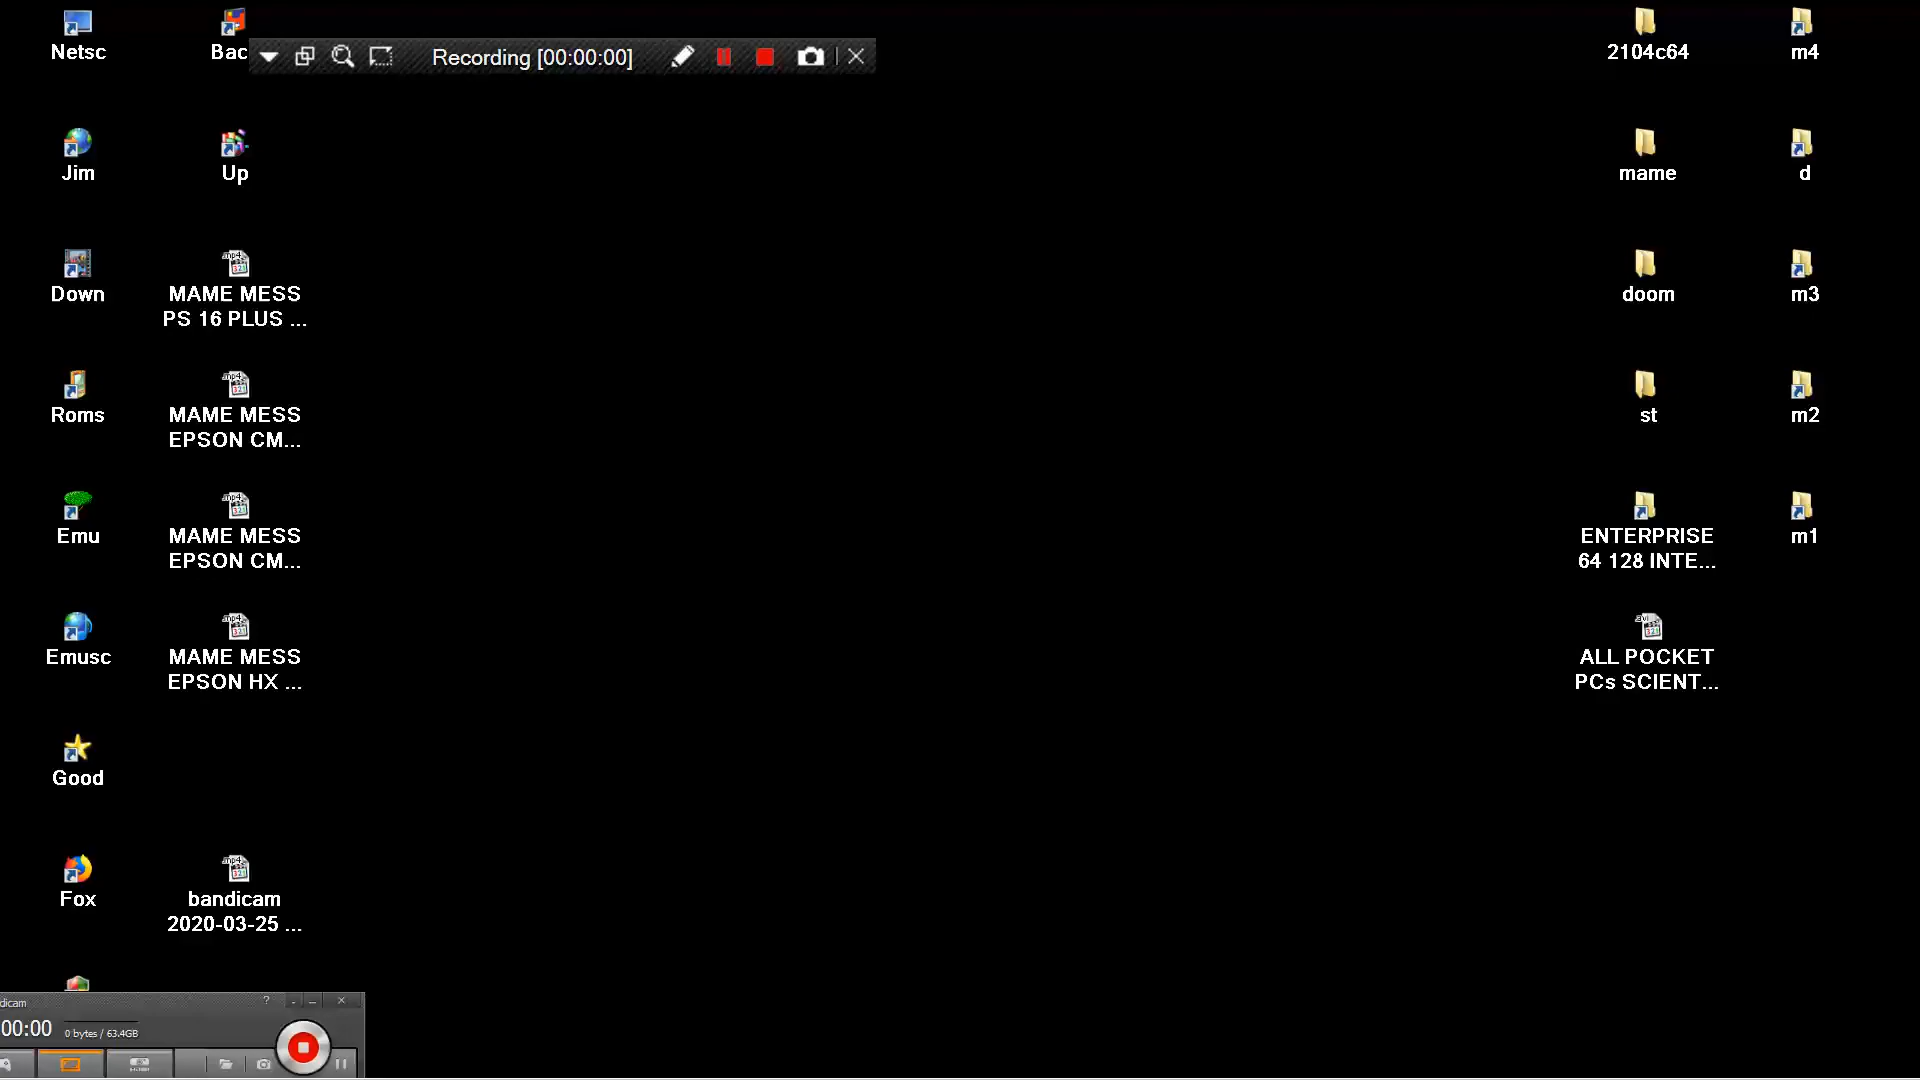 Netsc
Bac
Recording [00:00:00]
2104c64
m4
Jim
Up
mame
d
Down
MAME MESS
PS 16 PLUS ...
doom
m3
Roms
MAME MESS
EPSON CM...
st
m2
Emu
MAME MESS
EPSON CM...
ENTERPRISE
64 128 INTE...
m1
Emusc
MAME MESS
EPSON HX ...
ALL POCKET
PCs SCIENT...
Good
Fox
bandicam
2020-03-25 ...
dicam
00:00
0 bytes / 63.4GB